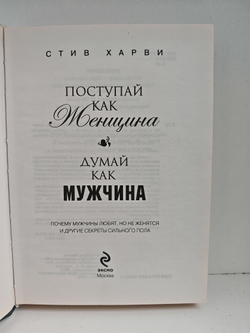 СТИВ ХАРВИ
ПОСТУПАЙ
КАК
Женщина
ДУМАЙ
КАК
МУЖЧИНА
ПОЧЕМУ МУЖЧИНЫ ЛЮБЯТ, НО НЕ ЖЕНЯТСЯ
И ДРУГИЕ СЕКРЕТЫ СИЛЬНОГО ПОЛА
ЭКСМО
Москва